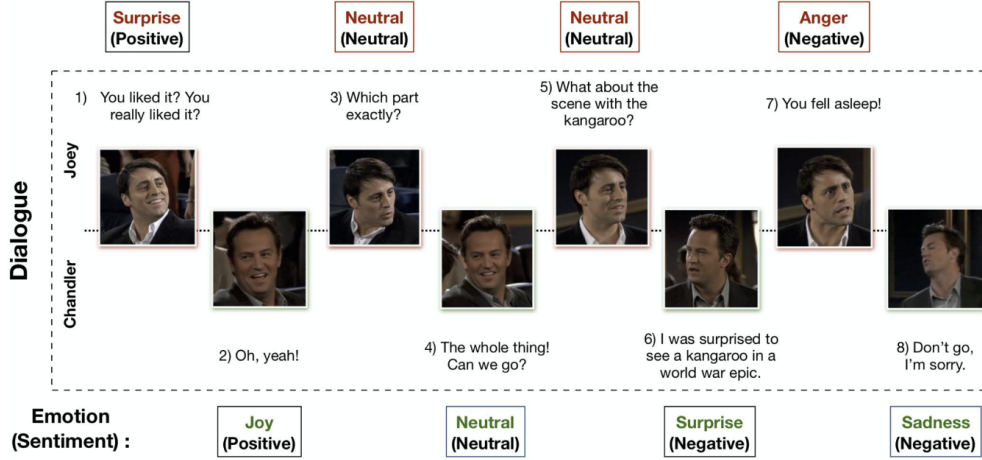 Surprise
(Positive)
Neutral
(Neutral)
Neutral
(Neutral)
Anger
(Negative)
Dialogue
Joey
Chandler
1) You liked it? You
really liked it?
3) Which part
exactly?
5) What about the
scene with the
kangaroo?
7) You fell asleep!
2) Oh, yeah!
4) The whole thing!
Can we go?
6) I was surprised to
see a kangaroo in a
world war epic.
8) Don’t go,
I’m sorry.
Emotion
(Sentiment) :
Joy
(Positive)
Neutral
(Neutral)
Surprise
(Negative)
Sadness
(Negative)